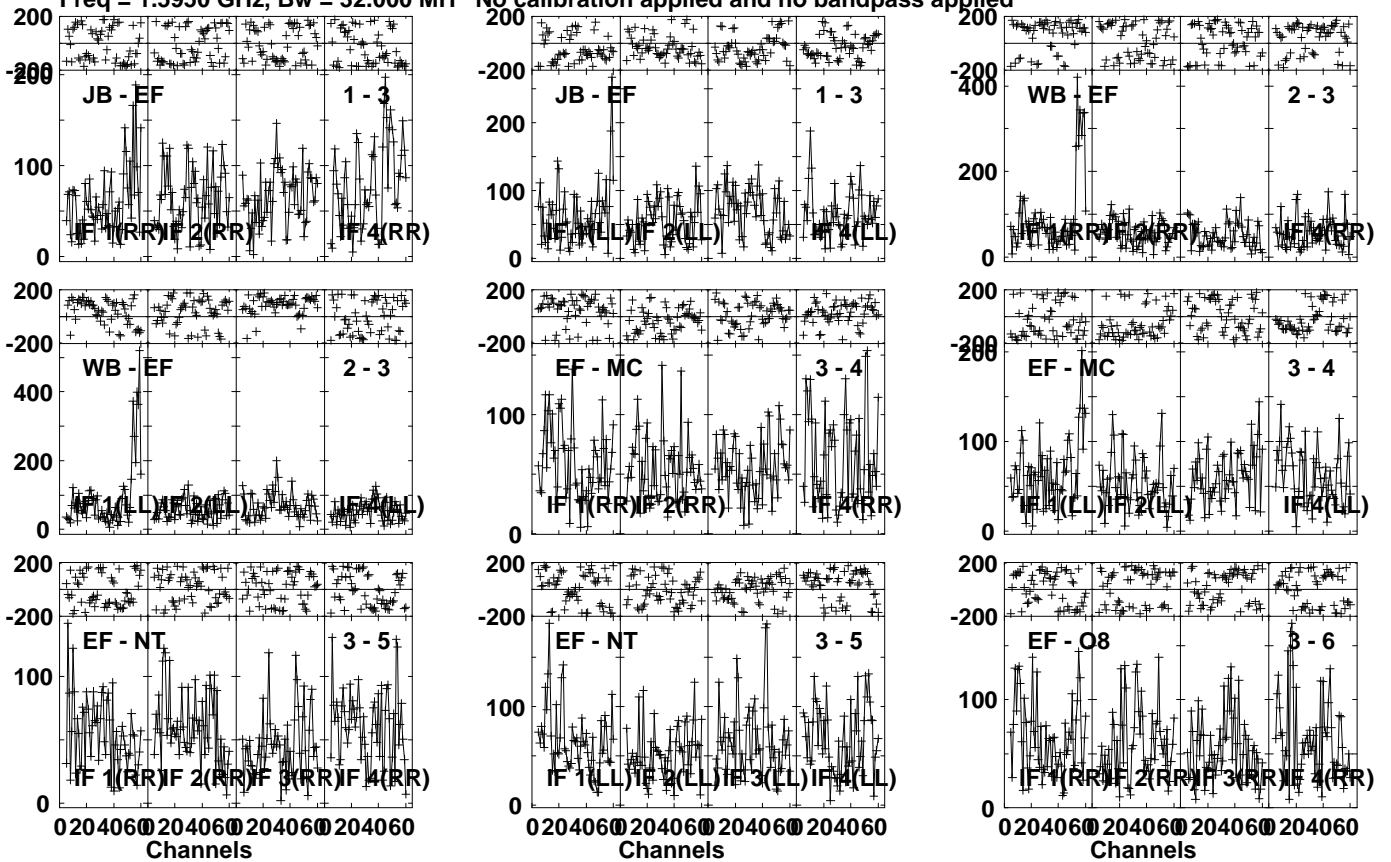 Freq = 1.5950 GHz, Bw = 32.000 MH No calibration applied and no bandpass applied
200
-200
200
100
0
JB - EF 1 - 3
IF 1(RR) IF 2(RR) IF 4(RR)
200
-200
200
100
0
JB - EF 1 - 3
IF 1(LL) IF 2(LL) IF 4(LL)
200
-200
400
200
0
WB - EF 2 - 3
IF 1(RR) IF 2(RR) IF 4(RR)
200
-200
400
200
0
WB - EF 2 - 3
IF 1(LL) IF 2(LL) IF 4(LL)
200
-200
100
0
EF - MC 3 - 4
IF 1(RR) IF 2(RR) IF 4(RR)
200
-200
200
100
0
EF - MC 3 - 4
IF 1(LL) IF 2(LL) IF 4(LL)
200
-200
100
0
EF - NT 3 - 5
IF 1(RR) IF 2(RR) IF 3(RR) IF 4(RR)
0 20 40 60 0 20 40 60 0 20 40 60 0 20 40 60
Channels
200
-200
100
0
EF - NT 3 - 5
IF 1(LL) IF 2(LL) IF 3(LL) IF 4(LL)
0 20 40 60 0 20 40 60 0 20 40 60 0 20 40 60
Channels
200
-200
100
0
EF - O8 3 - 6
IF 1(RR) IF 2(RR) IF 3(RR) IF 4(RR)
0 20 40 60 0 20 40 60 0 20 40 60 0 20 40 60
Channels